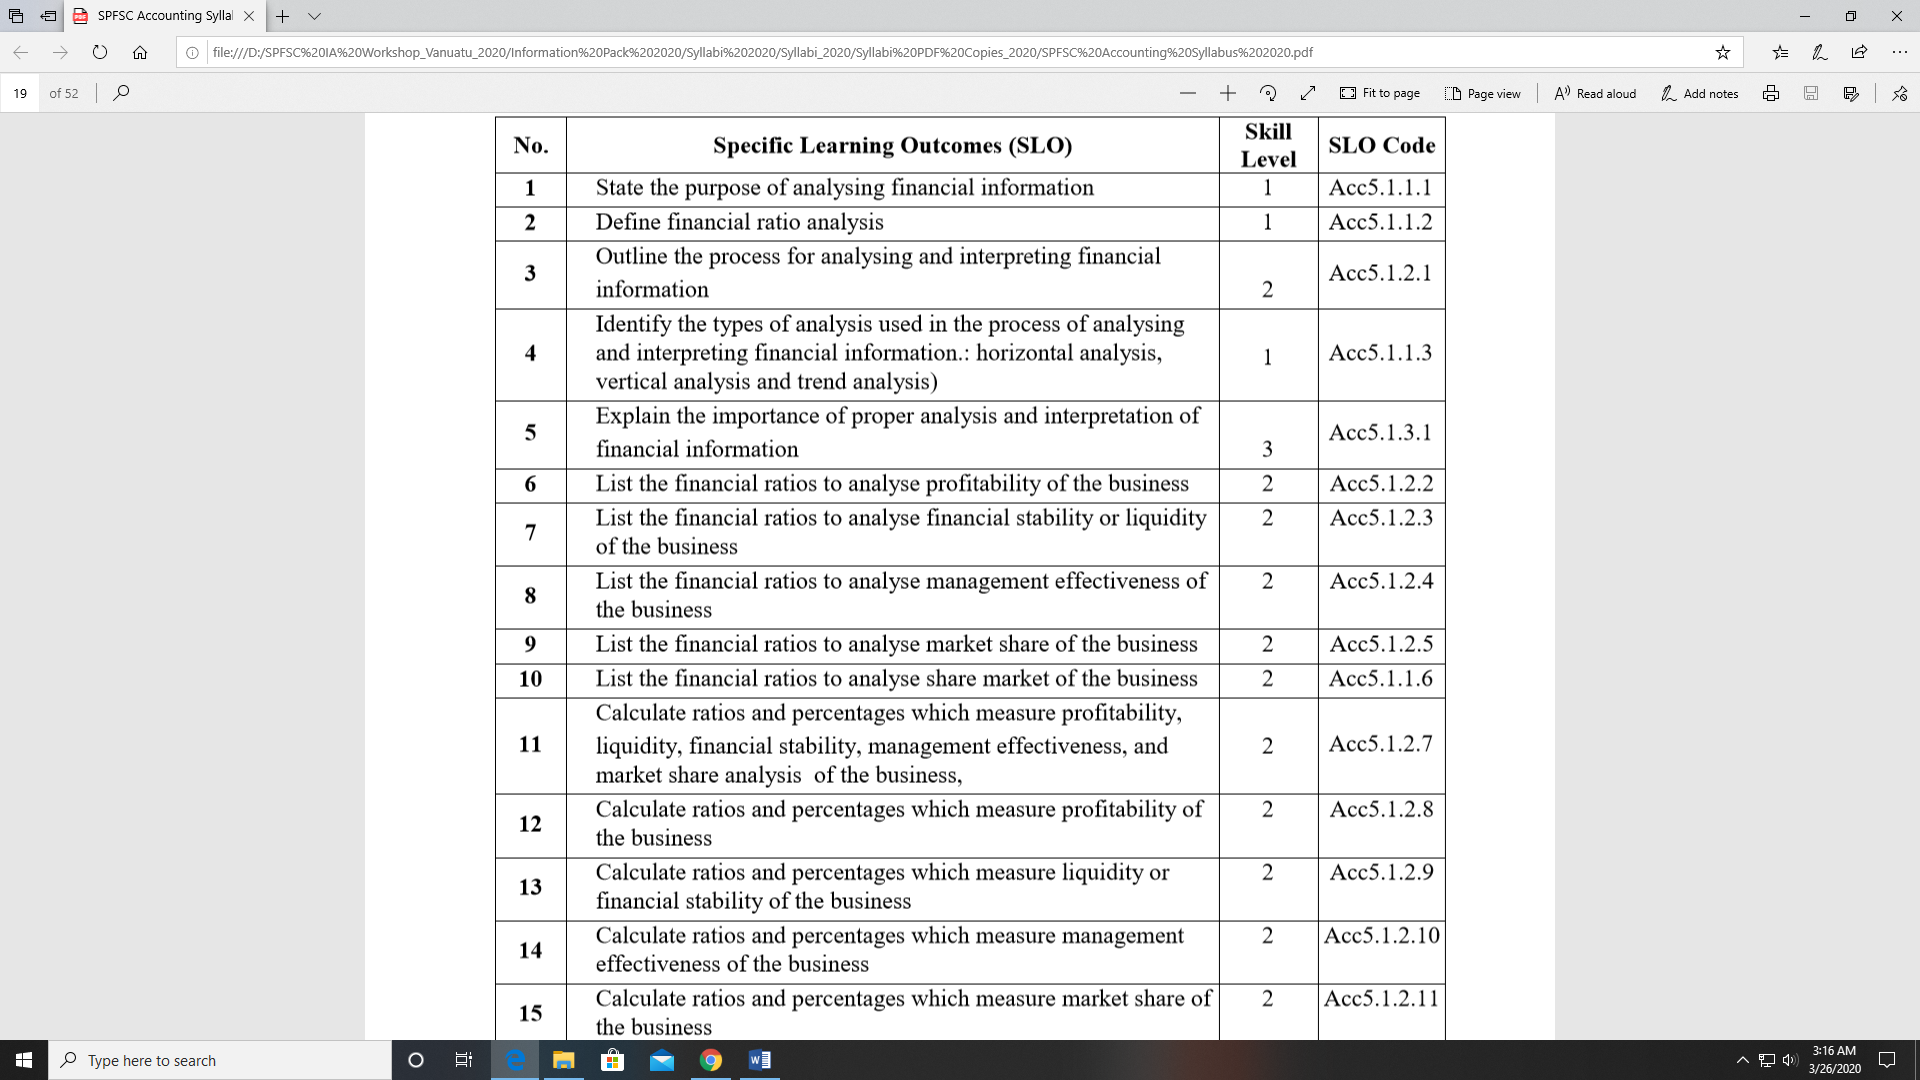 SPFSC Accounting Sylla
file:///D:/SPFSC%20IA%20Workshop_Vanuatu_2020/Information%20Pack%202020/Syllabi%202020/Syllabi_2020/Syllabi%20PDF%20Copies_2020/SPFSC%20Accounting%20Syllabus%202020.pdf
19 of 52 Fit to page Page view Read aloud Add notes
No. Specific Learning Outcomes (SLO) Skill Level SLO Code
1 State the purpose of analysing financial information 1 Acc5.1.1.1
2 Define financial ratio analysis 1 Acc5.1.1.2
3 Outline the process for analysing and interpreting financial
information 2 Acc5.1.2.1
4 Identify the types of analysis used in the process of analysing
and interpreting financial information.: horizontal analysis,
vertical analysis and trend analysis) 1 Acc5.1.1.3
5 Explain the importance of proper analysis and interpretation of
financial information 3 Acc5.1.3.1
6 List the financial ratios to analyse profitability of the business 2 Acc5.1.2.2
7 List the financial ratios to analyse financial stability or liquidity
of the business 2 Acc5.1.2.3
8 List the financial ratios to analyse management effectiveness of
the business 2 Acc5.1.2.4
9 List the financial ratios to analyse market share of the business 2 Acc5.1.2.5
10 List the financial ratios to analyse share market of the business 2 Acc5.1.1.6
11 Calculate ratios and percentages which measure profitability,
liquidity, financial stability, management effectiveness, and
market share analysis of the business, 2 Acc5.1.2.7
12 Calculate ratios and percentages which measure profitability of
the business 2 Acc5.1.2.8
13 Calculate ratios and percentages which measure liquidity or
financial stability of the business 2 Acc5.1.2.9
14 Calculate ratios and percentages which measure management
effectiveness of the business 2 Acc5.1.2.10
15 Calculate ratios and percentages which measure market share of
the business 2 Acc5.1.2.11
Type here to search
3:16 AM
3/26/2020